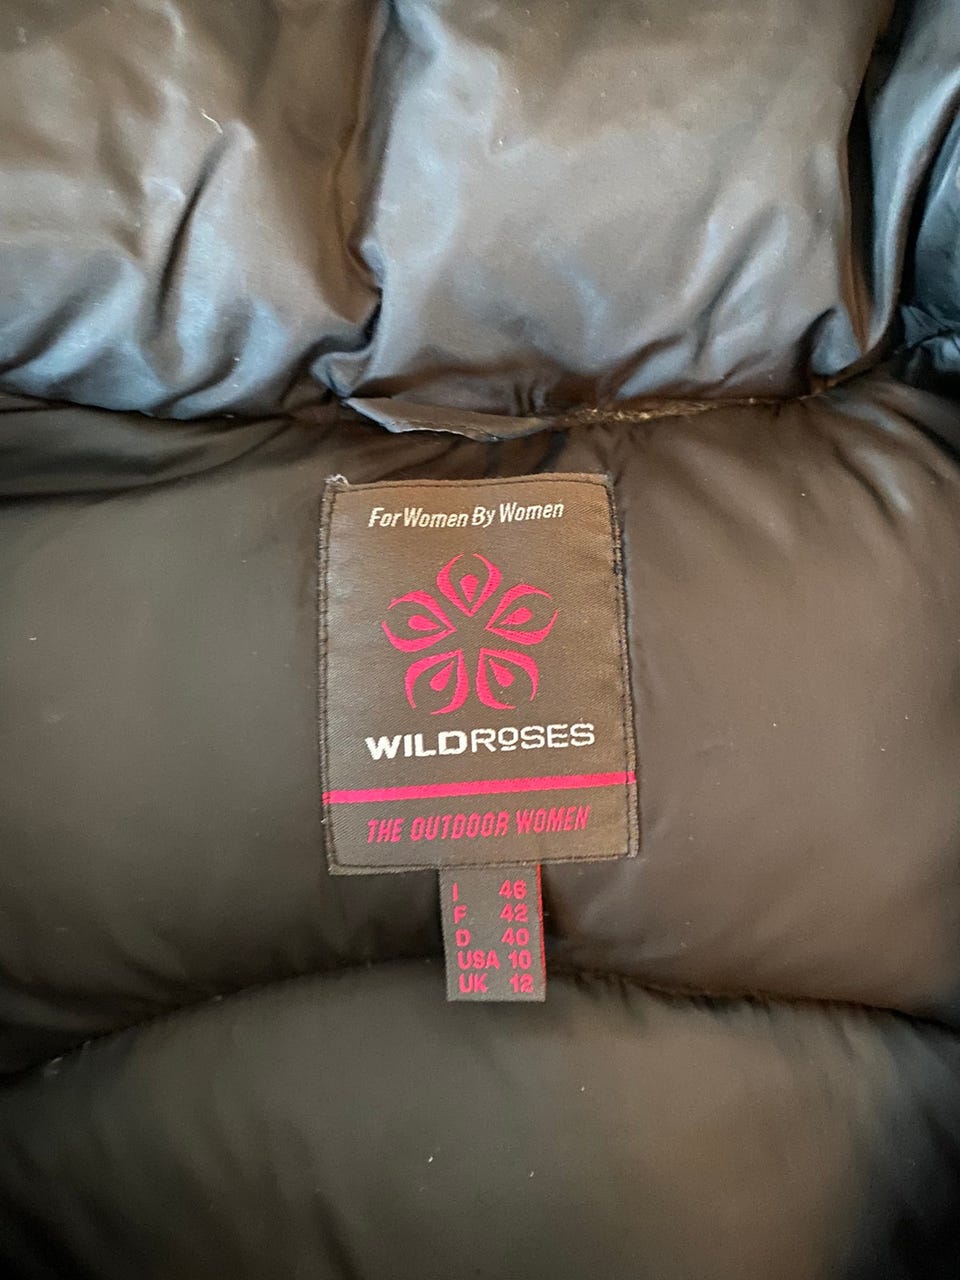 For Women By Women
WILDROSES
THE OUTDOOR WOMEN
I 46
F 42
D 40
USA 10
UK 12